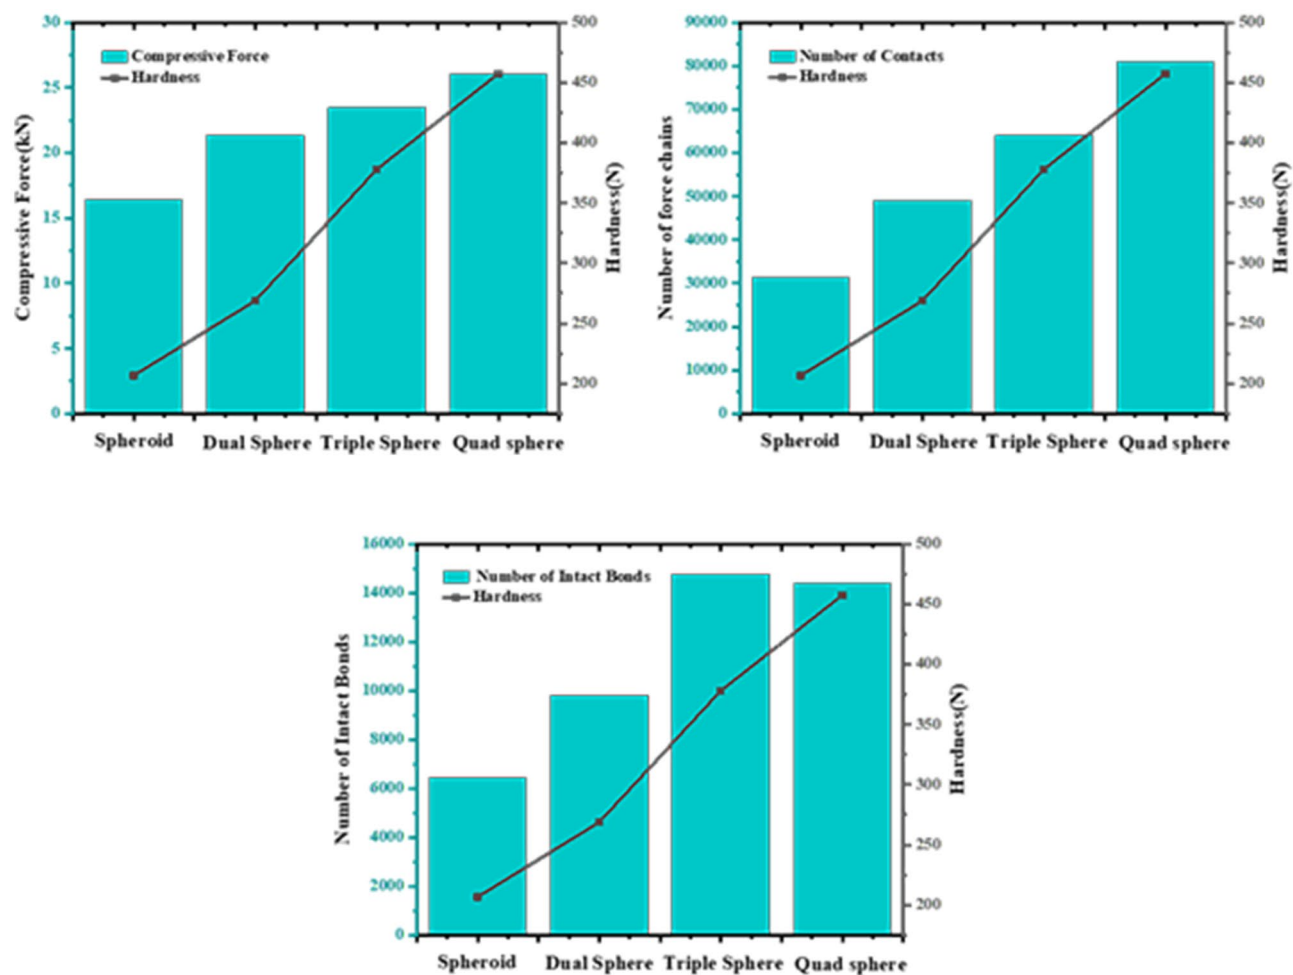 30
25
20
15
10
5
0
Compressive Force(kN)
Compressive Force
Hardness
500
450
400
350
300
250
200
Hardness(N)
Spheroid
Dual Sphere
Triple Sphere
Quad sphere
90000
80000
70000
60000
50000
40000
30000
20000
10000
0
Number of force chains
Number of Contacts
Hardness
500
450
400
350
300
250
200
Hardness(N)
Spheroid
Dual Sphere
Triple Sphere
Quad sphere
16000
14000
12000
10000
8000
6000
4000
2000
0
Number of Intact Bonds
Number of Intact Bonds
Hardness
500
450
400
350
300
250
200
Hardness(N)
Spheroid
Dual Sphere
Triple Sphere
Quad sphere